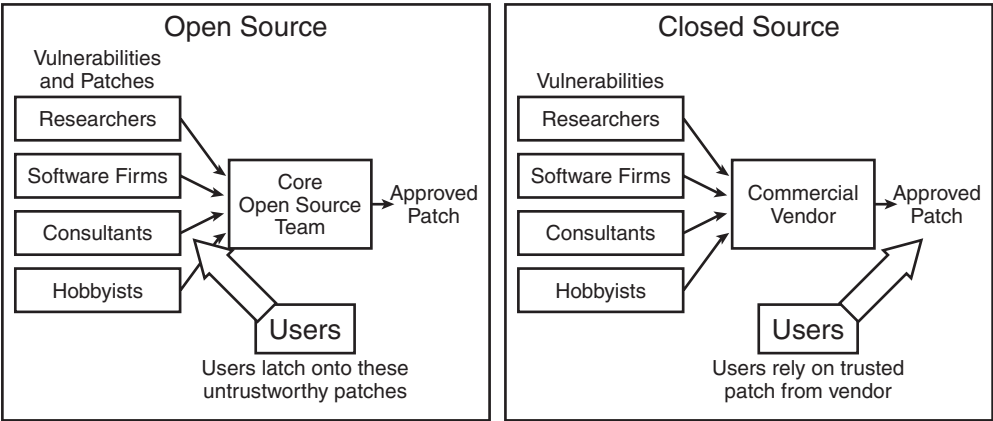 Open Source
Vulnerabilities
and Patches
Researchers
Software Firms
Consultants
Hobbyists
Core
Open Source
Team
Approved
Patch
Users
Users latch onto these
untrustworthy patches
Closed Source
Vulnerabilities
Researchers
Software Firms
Consultants
Hobbyists
Commercial
Vendor
Approved
Patch
Users
Users rely on trusted
patch from vendor